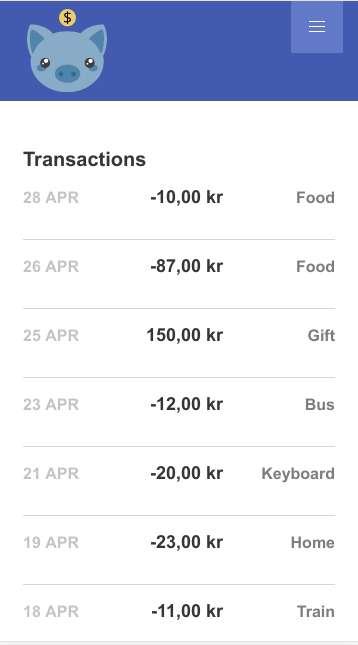 $
Transactions
28 APR -10,00 kr Food
26 APR -87,00 kr Food
25 APR 150,00 kr Gift
23 APR -12,00 kr Bus
21 APR -20,00 kr Keyboard
19 APR -23,00 kr Home
18 APR -11,00 kr Train